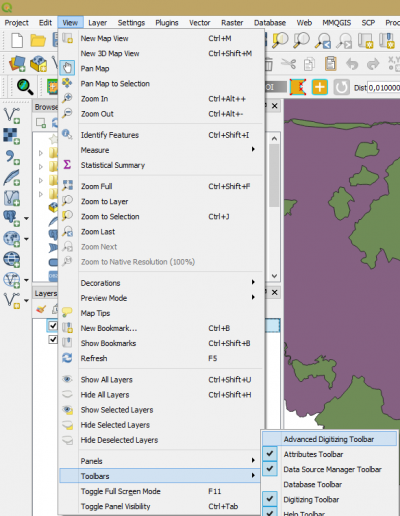 Project Edit View Layer Settings Plugins Vector Raster Database Web MMQGIS SCP Proce
New Map View Ctrl+M
New 3D Map View Ctrl+Shift+M
Pan Map
Pan Map to Selection
Dist 0,010000
Zoom In Ctrl+Alt++
Zoom Out Ctrl+Alt+-
Brows
Identify Features Ctrl+Shift+I
Measure
Statistical Summary
Zoom Full Ctrl+Shift+F
Zoom to Layer
Zoom to Selection Ctrl+J
Zoom Last
Zoom Next
Zoom to Native Resolution (100%)
Decorations
Preview Mode
Layers
Map Tips
New Bookmark... Ctrl+B
Show Bookmarks Ctrl+Shift+B
Refresh F5
Show All Layers Ctrl+Shift+U
Hide All Layers Ctrl+Shift+H
Show Selected Layers
Hide Selected Layers
Hide Deselected Layers
Panels
Toolbars
Toggle Full Screen Mode F11
Toggle Panel Visibility Ctrl+Tab
Advanced Digitizing Toolbar
Attributes Toolbar
Data Source Manager Toolbar
Database Toolbar
Digitizing Toolbar
Help Toolbar